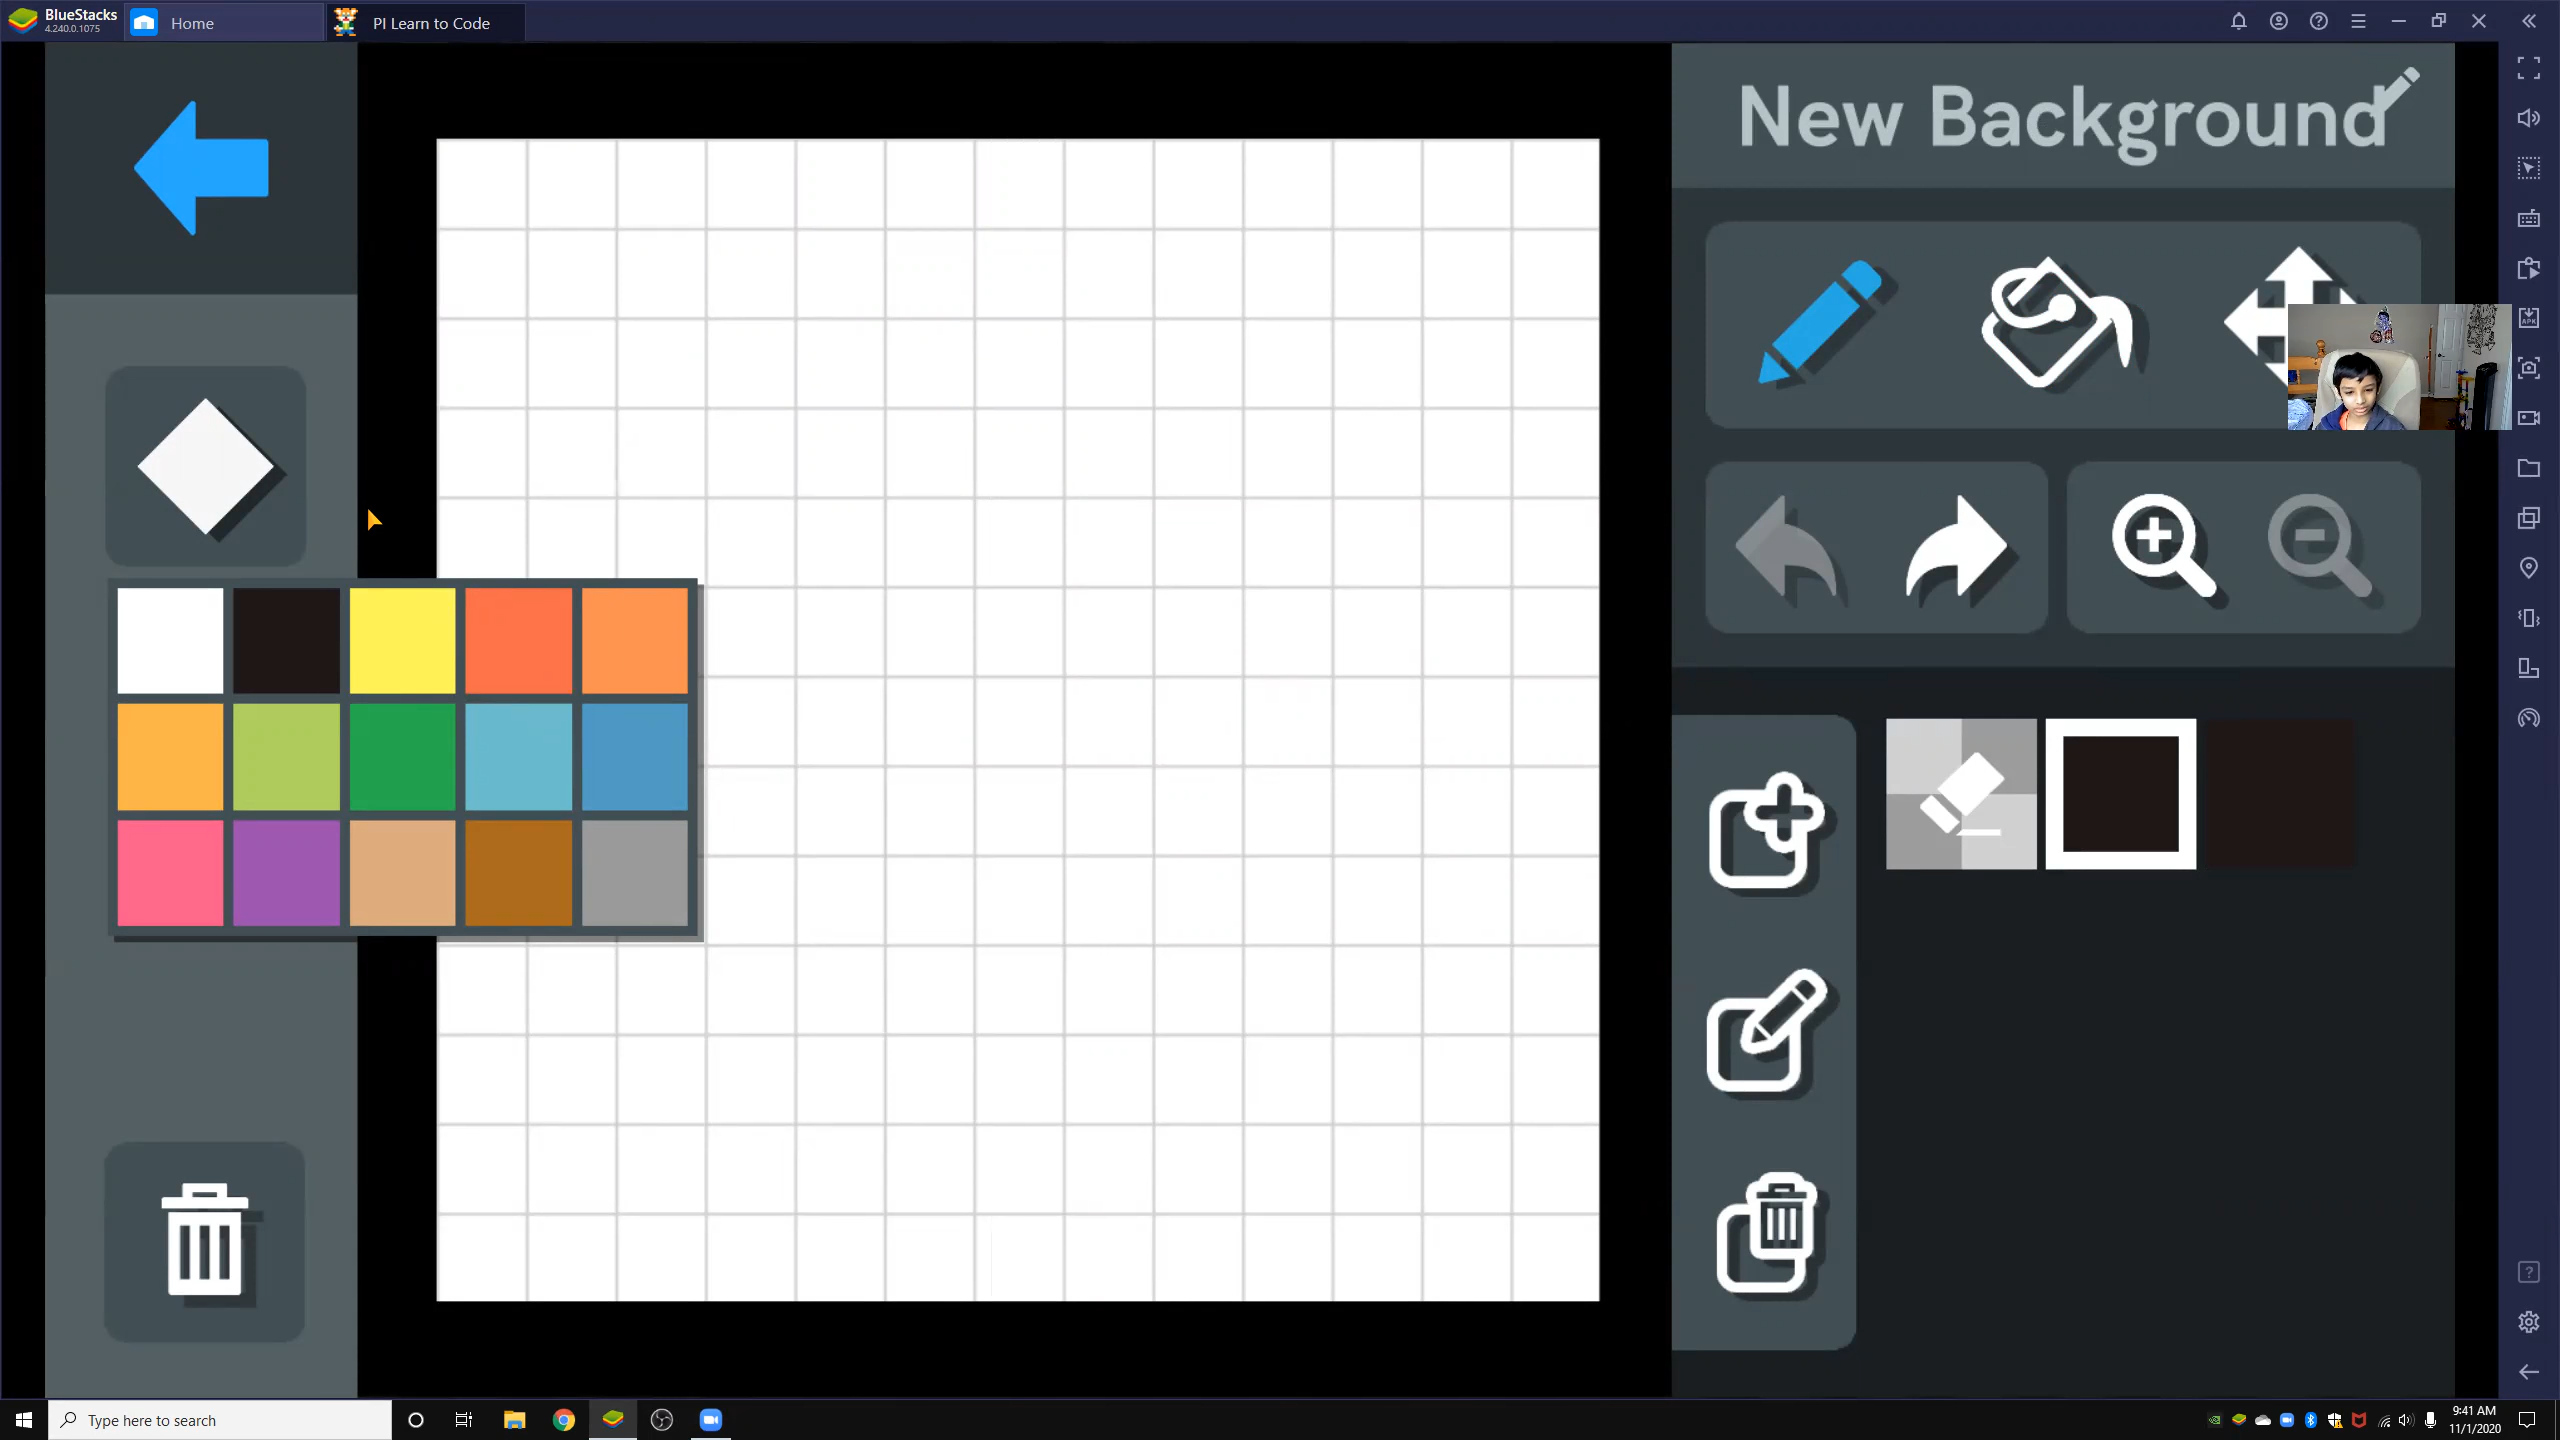 BlueStacks
4.240.0.1075
Home
PI Learn to Code
New Background
Type here to search
9:41 AM
11/1/2020